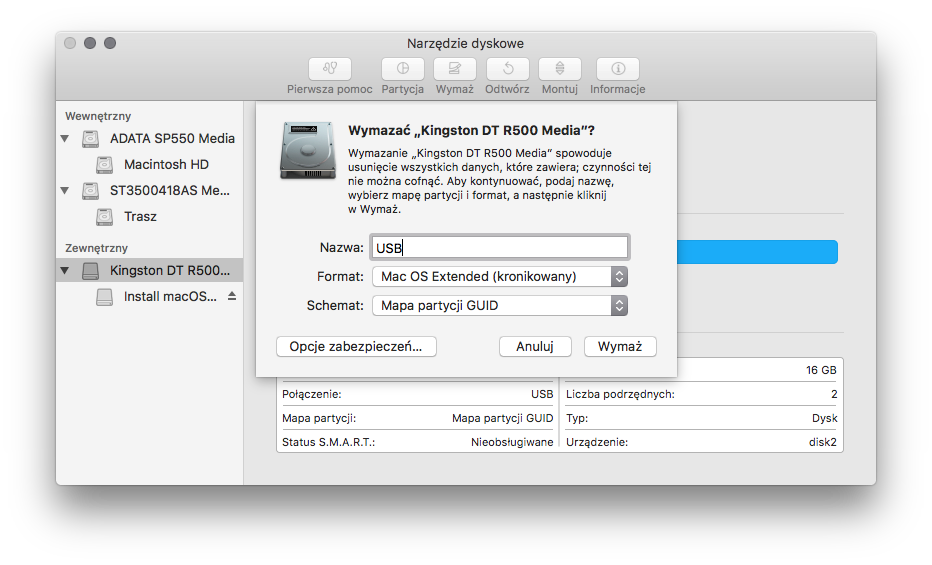 Narzędzie dyskowe
Pierwsza pomoc
Partycja
Wymaż
Odtwórz
Montuj
Informacje
Wewnętrzny
ADATA SP550 Media
Macintosh HD
ST3500418AS Me...
Trasz
Zewnętrzny
Kingston DT R500...
Install macOS...
Wymazać „Kingston DT R500 Media”?
Wymazanie „Kingston DT R500 Media” spowoduje
usunięcie wszystkich danych, które zawiera; czynności tej
nie można cofnąć. Aby kontynuować, podaj nazwę,
wybierz mapę partycji i format, a następnie kliknij
w Wymaż.
Nazwa: USB
Format: Mac OS Extended (kronikowany)
Schemat: Mapa partycji GUID
Opcje zabezpieczeń...
Anuluj
Wymaż
16 GB
Połączenie: USB
Liczba podrzędnych: 2
Mapa partycji: Mapa partycji GUID
Typ: Dysk
Status S.M.A.R.T.: Nieobsługiwane
Urządzenie: disk2